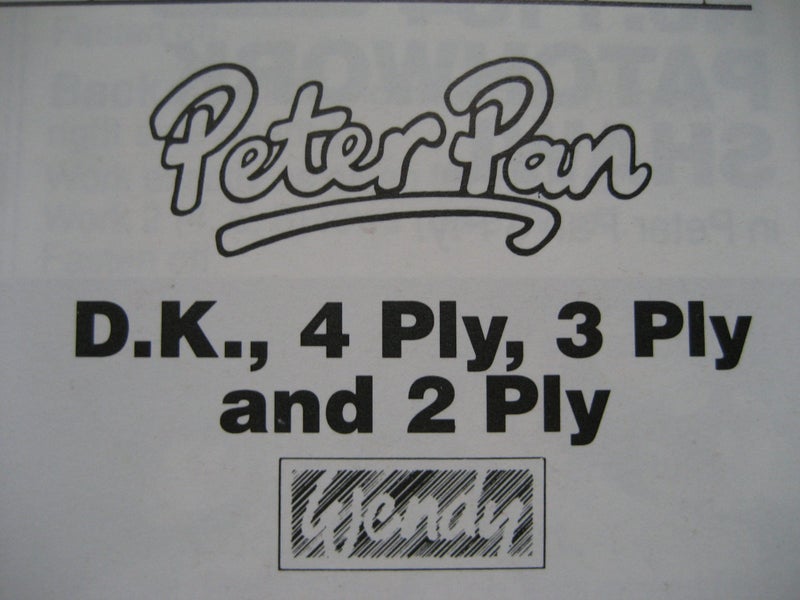 Peter Pan
D.K., 4 Ply, 3 Ply
and 2 Ply
Wendy